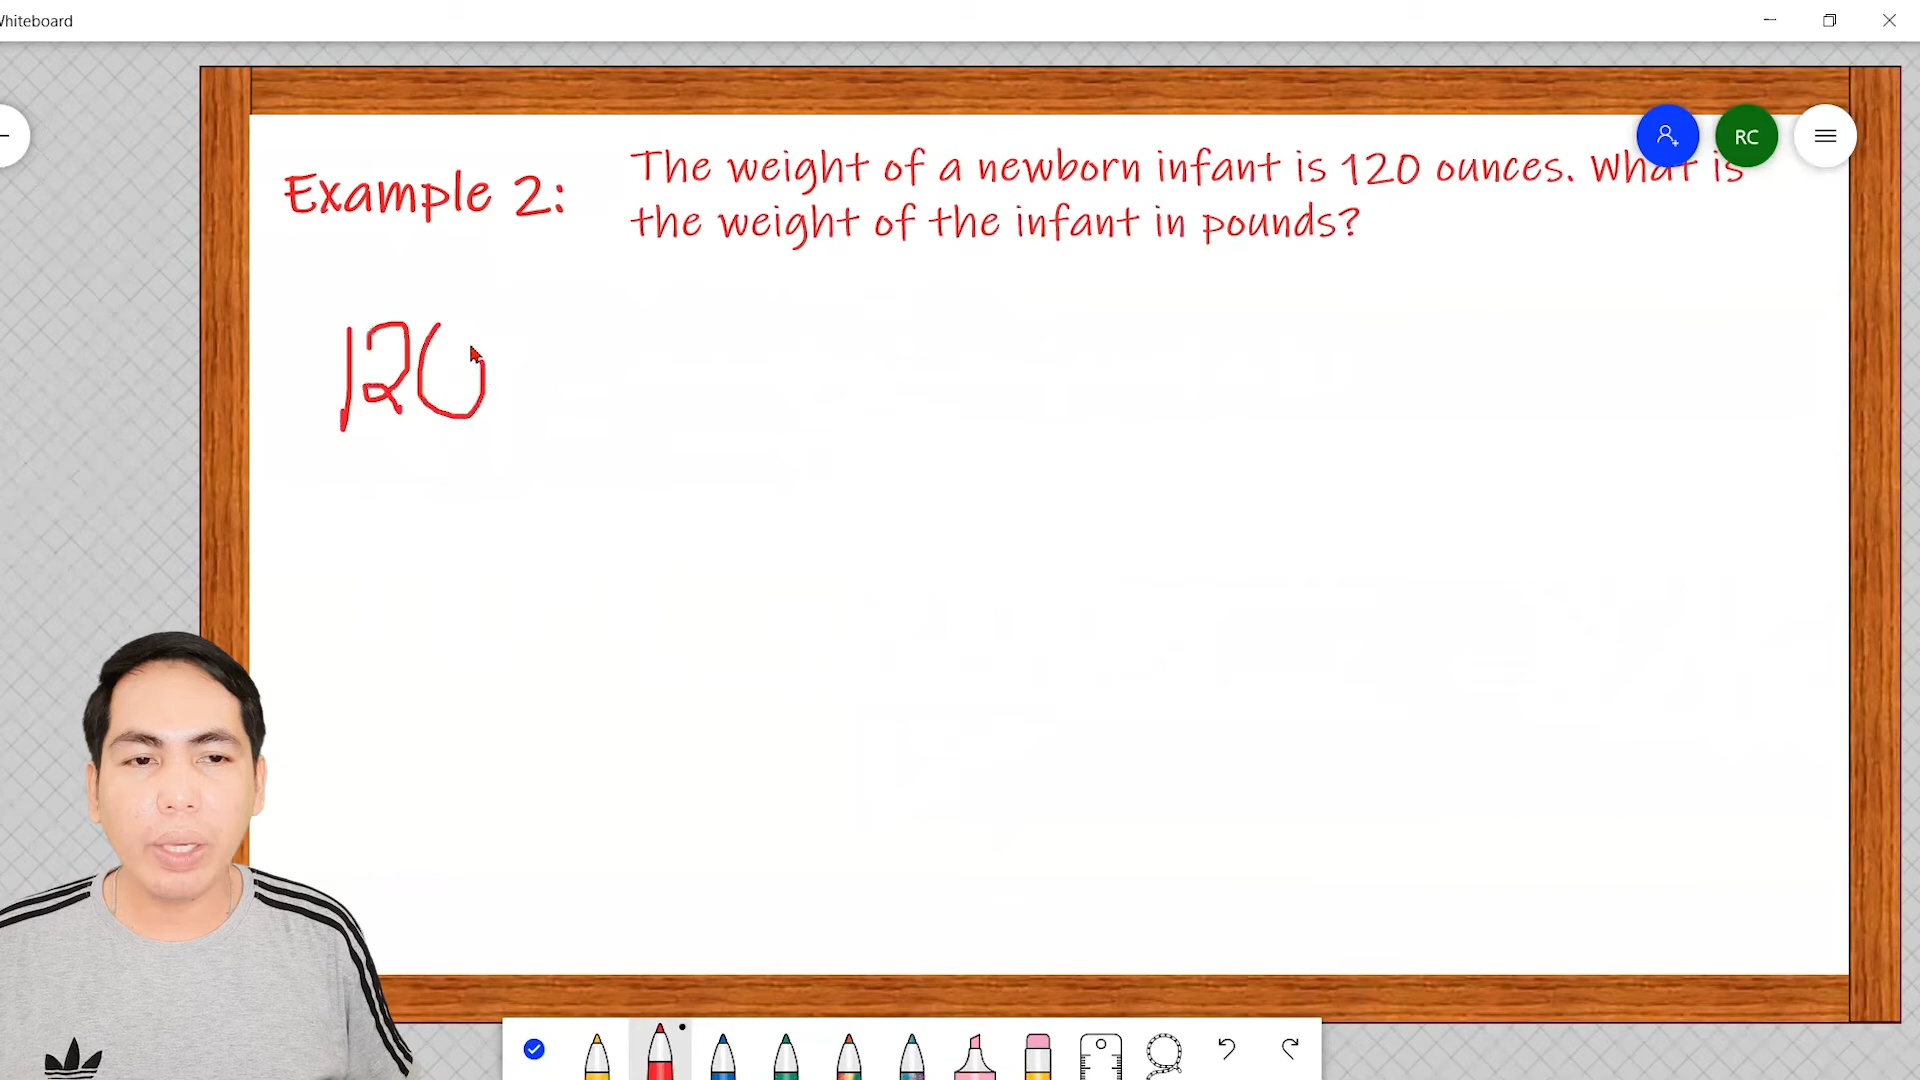 Whiteboard
RC
Example 2:
The weight of a newborn infant is 120 ounces. What is
the weight of the infant in pounds?
120